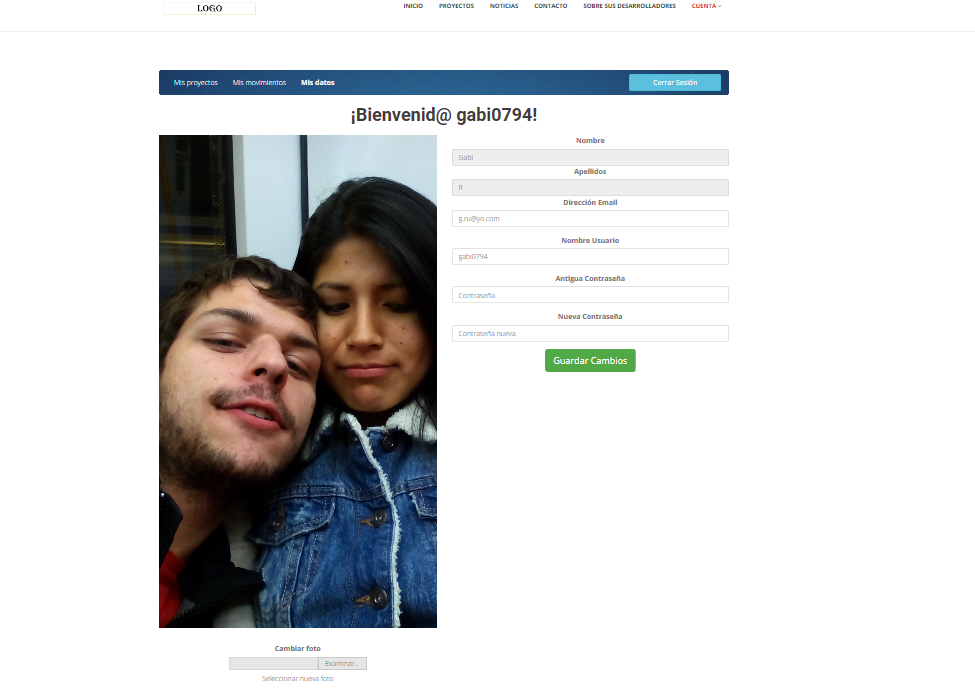 LOGO
INICIO PROYECTOS NOTICIAS CONTACTO SOBRE SUS DESARROLLADORES CUENTA
Mis proyectos Mis movimientos Mis datos Cerrar Sesión
¡Bienvenid@ gabi0794!
Nombre
Gabi
Apellidos
R
Dirección Email
g.ru@yo.com
Nombre Usuario
gabi0794
Antigua Contraseña
Contraseña
Nueva Contraseña
Contraseña nueva
Guardar Cambios
Cambiar foto
Examinar...
Seleccionar nueva foto